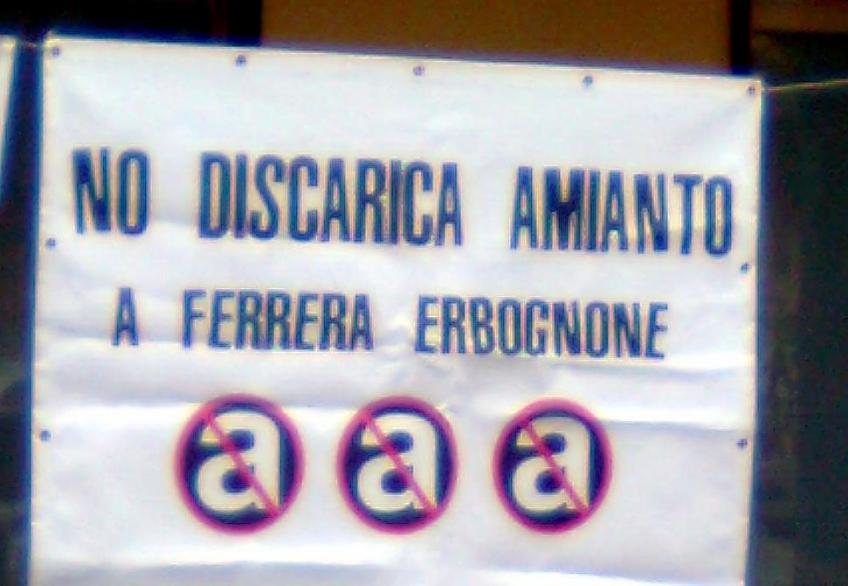 NO DISCARICA AMIANTO
A FERRERA ERBOGNONE
a a a